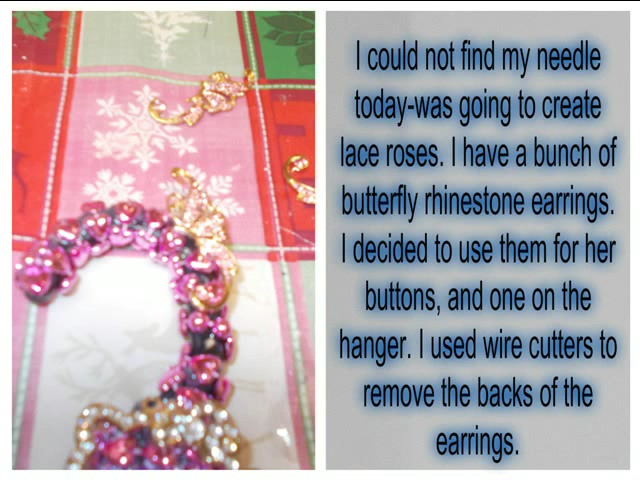 I could not find my needle
today-was going to create
lace roses. I have a bunch of
butterfly rhinestone earrings.
I decided to use them for her
buttons, and one on the
hanger. I used wire cutters to
remove the backs of the
earrings.